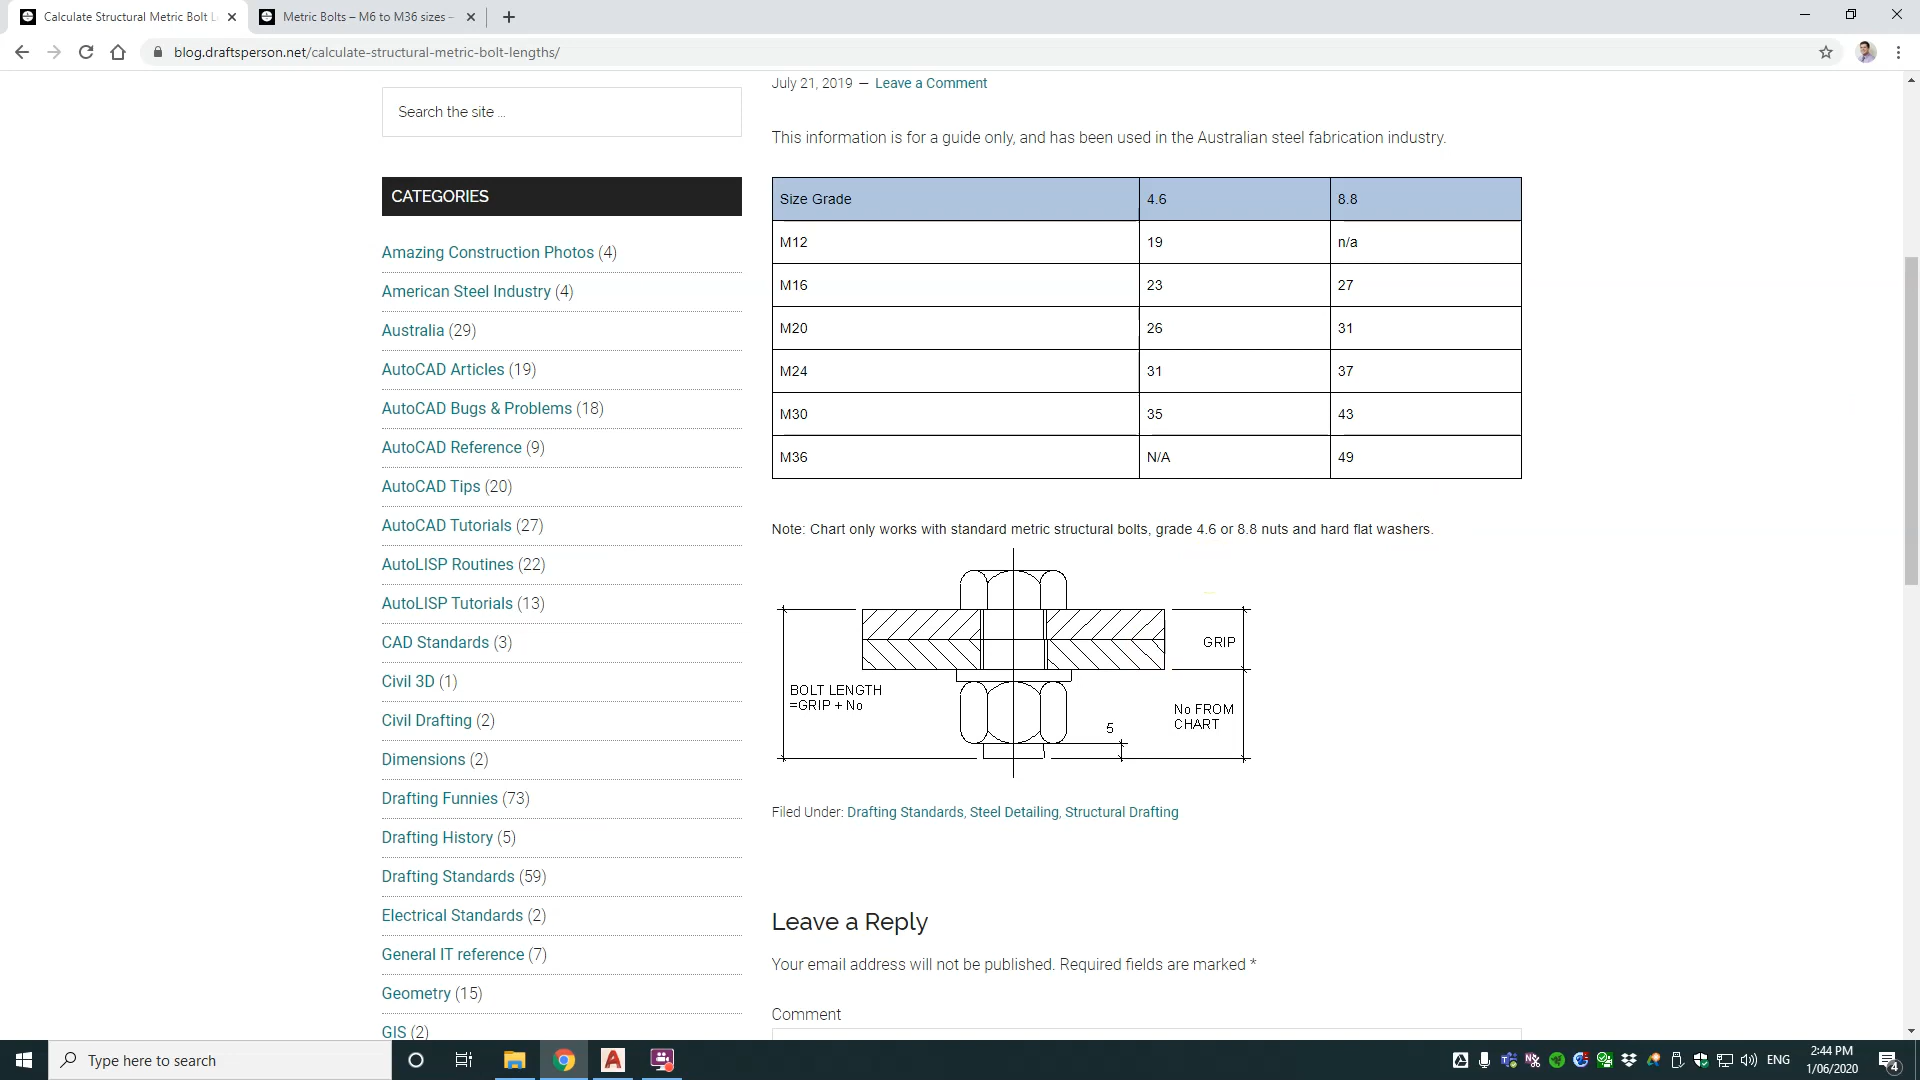 Calculate Structural Metric Bolt L
Metric Bolts – M6 to M36 sizes –
blog.draftsperson.net/calculate-structural-metric-bolt-lengths/
Search the site ...
CATEGORIES
Amazing Construction Photos (4)
American Steel Industry (4)
Australia (29)
AutoCAD Articles (19)
AutoCAD Bugs & Problems (18)
AutoCAD Reference (9)
AutoCAD Tips (20)
AutoCAD Tutorials (27)
AutoLISP Routines (22)
AutoLISP Tutorials (13)
CAD Standards (3)
Civil 3D (1)
Civil Drafting (2)
Dimensions (2)
Drafting Funnies (73)
Drafting History (5)
Drafting Standards (59)
Electrical Standards (2)
General IT reference (7)
Geometry (15)
GIS (2)
July 21, 2019 — Leave a Comment
This information is for a guide only, and has been used in the Australian steel fabrication industry.
Size Grade 4.6 8.8
M12 19 n/a
M16 23 27
M20 26 31
M24 31 37
M30 35 43
M36 N/A 49
Note: Chart only works with standard metric structural bolts, grade 4.6 or 8.8 nuts and hard flat washers.
GRIP
BOLT LENGTH
=GRIP + No
No FROM
CHART
5
Filed Under: Drafting Standards, Steel Detailing, Structural Drafting
Leave a Reply
Your email address will not be published. Required fields are marked *
Comment
Type here to search
ENG
2:44 PM
1/06/2020
4